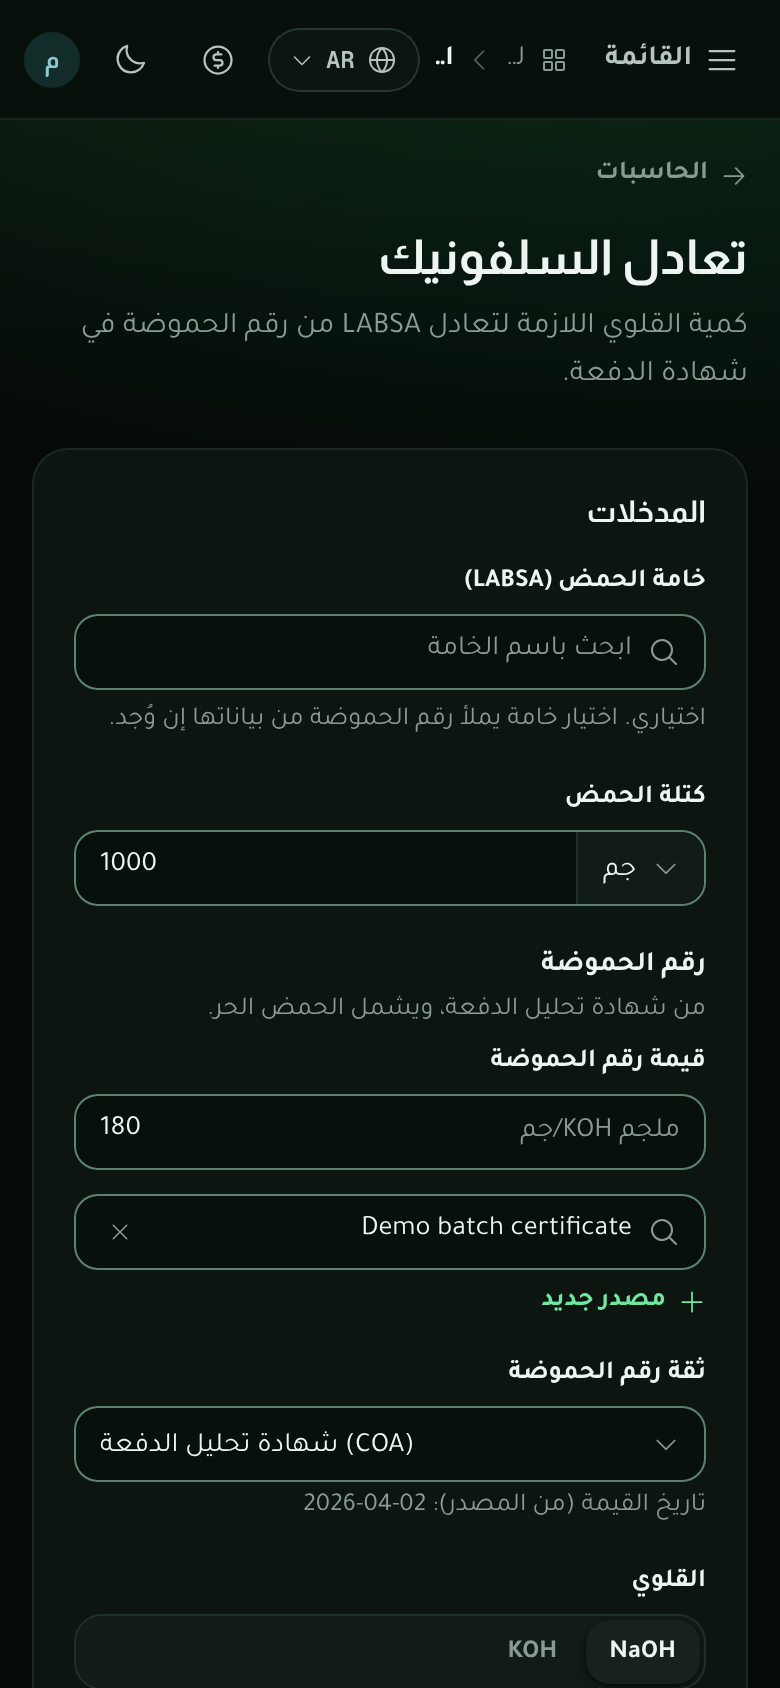 القائمة
لـ..
ا..
AR
م
الحاسبات
تعادل السلفونيك
كمية القلوي اللازمة لتعادل LABSA من رقم الحموضة في
شهادة الدفعة.
المدخلات
خامة الحمض (LABSA)
ابحث باسم الخامة
اختياري. اختيار خامة يملأ رقم الحموضة من بياناتها إن وُجد.
كتلة الحمض
جم
1000
رقم الحموضة
من شهادة تحليل الدفعة، ويشمل الحمض الحر.
قيمة رقم الحموضة
ملجم KOH/جم
180
Demo batch certificate
مصدر جديد
ثقة رقم الحموضة
شهادة تحليل الدفعة (COA)
تاريخ القيمة (من المصدر): 2026-04-02
القلوي
NaOH
KOH